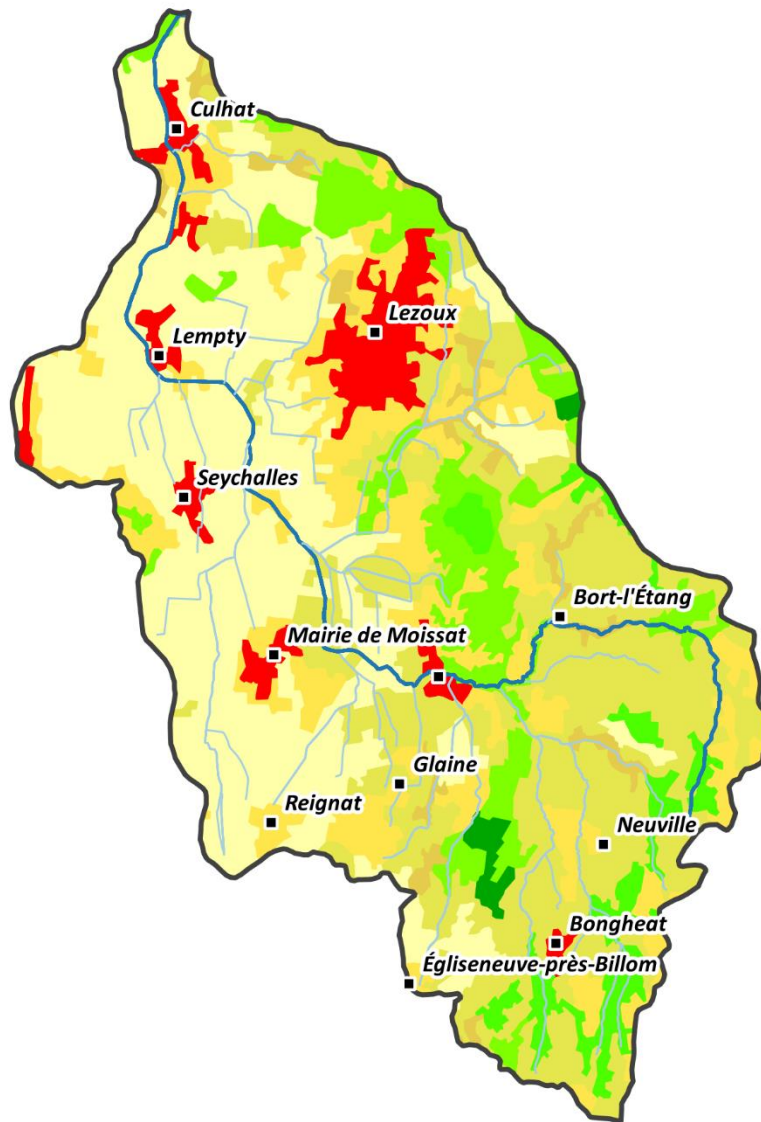 Culhat
Lezoux
Lempty
Seychalles
Bort-l'Étang
Mairie de Moissat
Glaine
Reignat
Neuville
Bongheat
Égliseneuve-près-Billom